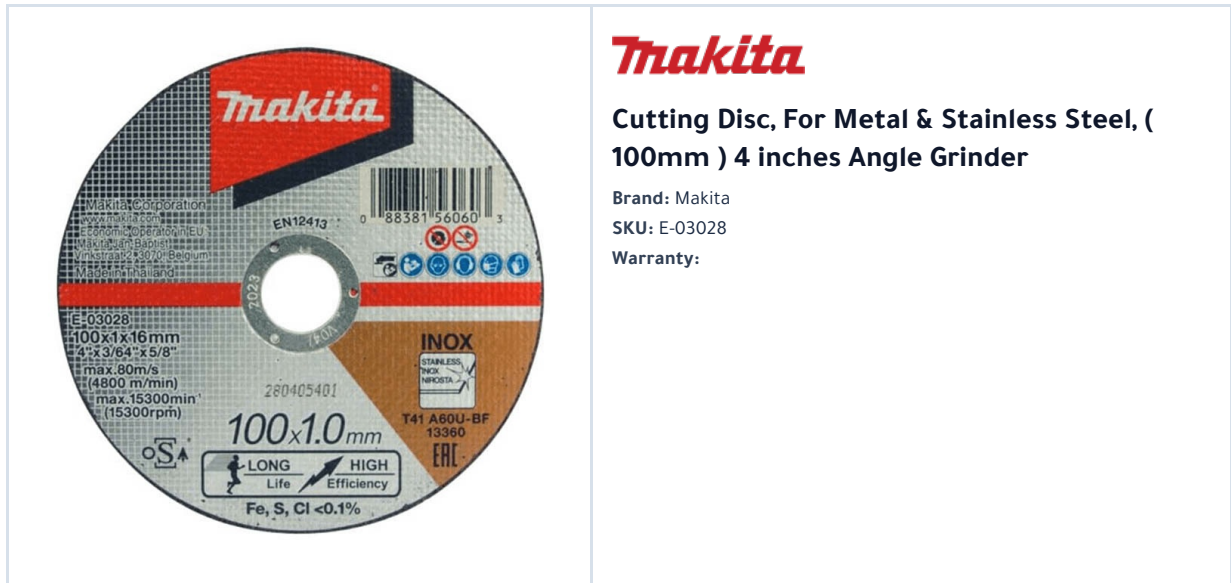 Makita
Makita Corporation
www.makita.com
Economic Operator in EU:
Makita Jan-Baptist
Vinkstraat 2, 3070, Belgium
Made in Thailand
EN12413
0 88381 56060 3
2023
V04
E-03028
100x1x16mm
4"x3/64"x5/8"
max.80m/s
(4800 m/min)
max.15300min⁻¹
(15300rpm)
280405401
100x1.0mm
INOX
STAINLESS
INOX
NIROSTA
T41 A60U-BF
13360
EAC
oSA
LONG Life
HIGH Efficiency
Fe, S, Cl <0.1%
Makita
Cutting Disc, For Metal & Stainless Steel, (
100mm ) 4 inches Angle Grinder
Brand: Makita
SKU: E-03028
Warranty: